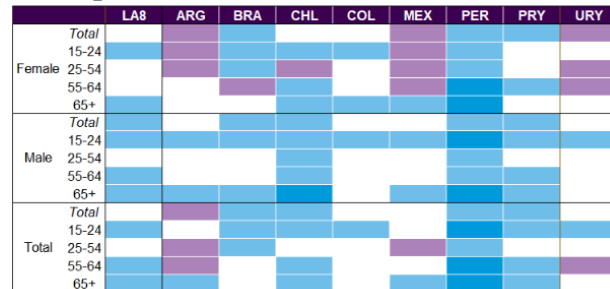 LA8 ARG BRA CHL COL MEX PER PRY URY
Total
15-24
Female 25-54
55-64
65+
Total
15-24
Male 25-54
55-64
65+
Total
15-24
Total 25-54
55-64
65+